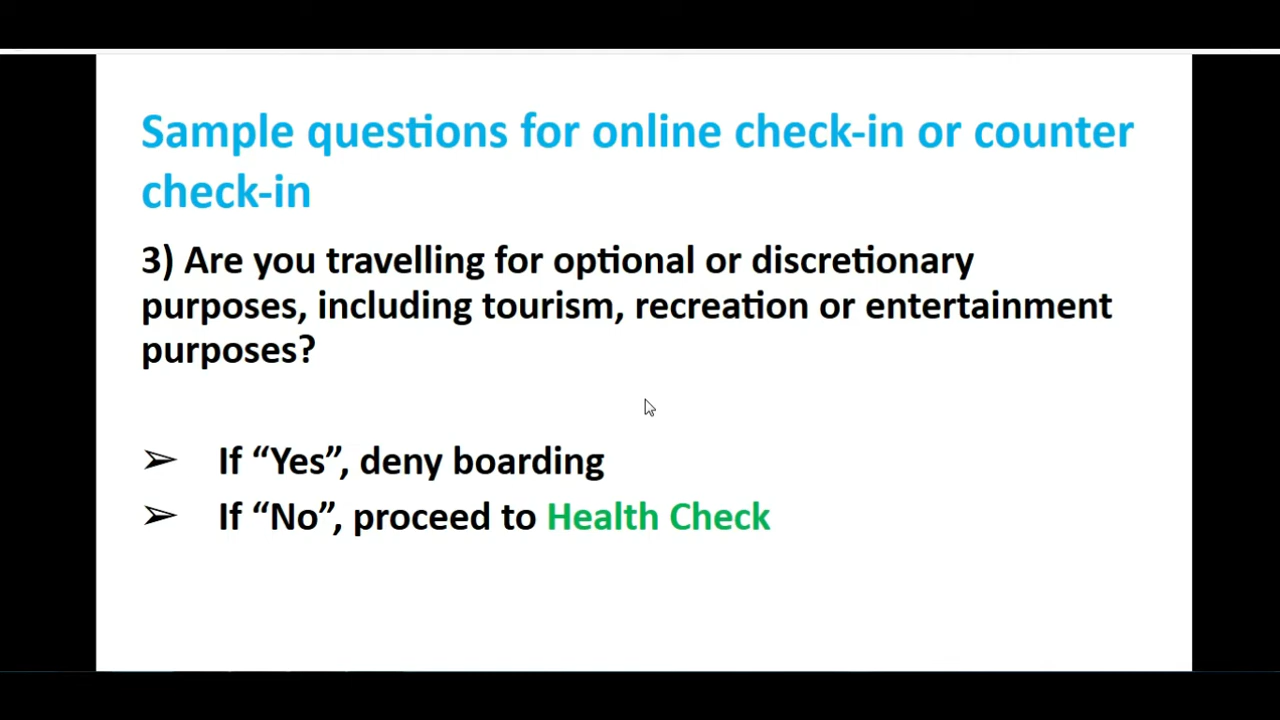 Sample questions for online check-in or counter
check-in
3) Are you travelling for optional or discretionary
purposes, including tourism, recreation or entertainment
purposes?
➢ If “Yes”, deny boarding
➢ If “No”, proceed to Health Check